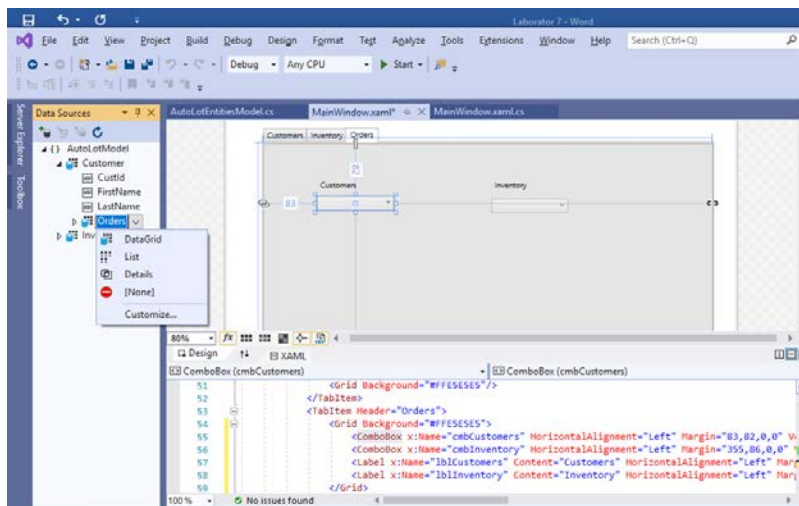 Laborator 7 - Word
File Edit View Project Build Debug Design Format Test Analyze Tools Extensions Window Help Search (Ctrl+Q)
Debug Any CPU Start
Server Explorer
Toolbox
Data Sources
AutoLotModel
Customer
CustId
FirstName
LastName
Orders
Inv
DataGrid
List
Details
[None]
Customize...
AutoLotEntitiesModel.cs MainWindow.xaml* MainWindow.xaml.cs
Customers Inventory Orders
Customers Inventory
83
80% fx
Design XAML
ComboBox (cmbCustomers) ComboBox (cmbCustomers)
51 <Grid Background="#FFE5E5E5"/>
52 </TabItem>
53 <TabItem Header="Orders">
54 <Grid Background="#FFE5E5E5">
55 <ComboBox x:Name="cmbCustomers" HorizontalAlignment="Left" Margin="83,82,0,0" V
56 <ComboBox x:Name="cmbInventory" HorizontalAlignment="Left" Margin="355,86,0,0"
57 <Label x:Name="lblCustomers" Content="Customers" HorizontalAlignment="Left" Mar
58 <Label x:Name="lblInventory" Content="Inventory" HorizontalAlignment="Left" Mar
59 </Grid>
100 % No issues found